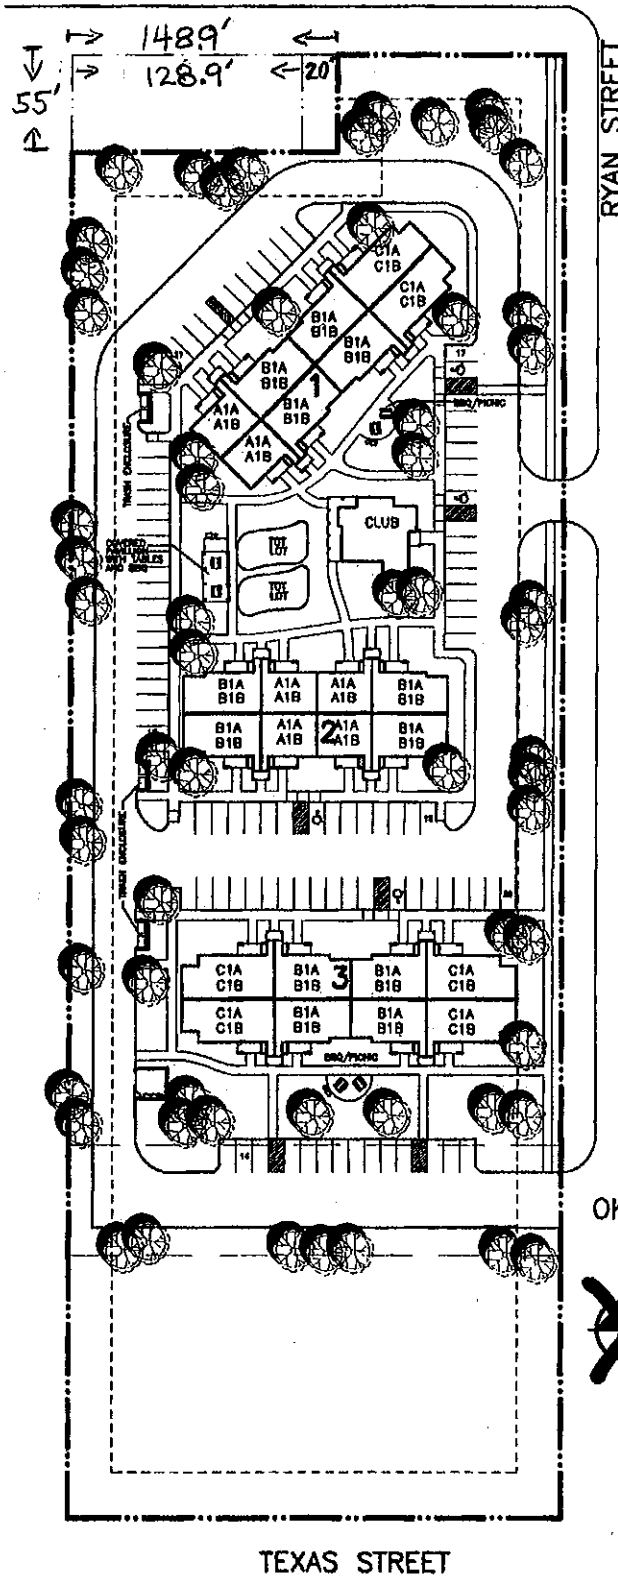 148.9'
128.9'
20'
55'
RYAN STREET
C1A
C1B
C1A
C1B
B1A
B1B
B1A
B1B
B1A
B1B
1
B1A
B1B
A1A
A1B
A1A
A1B
17
17
BBQ/PICNIC
TRASH ENCLOSURE
CLUB
COVERED
PAVILLION
WITH TABLES
AND BBQ
TOT
LOT
TOT
LOT
B1A A1A A1A B1A
B1B A1B A1B B1B
B1A A1A 2 A1A B1A
B1B A1B A1B B1B
TRASH ENCLOSURE
C1A B1A 3 B1A C1A
C1B B1B B1B C1B
C1A B1A B1A C1A
C1B B1B B1B C1B
BBQ/PICNIC
14
TEXAS STREET